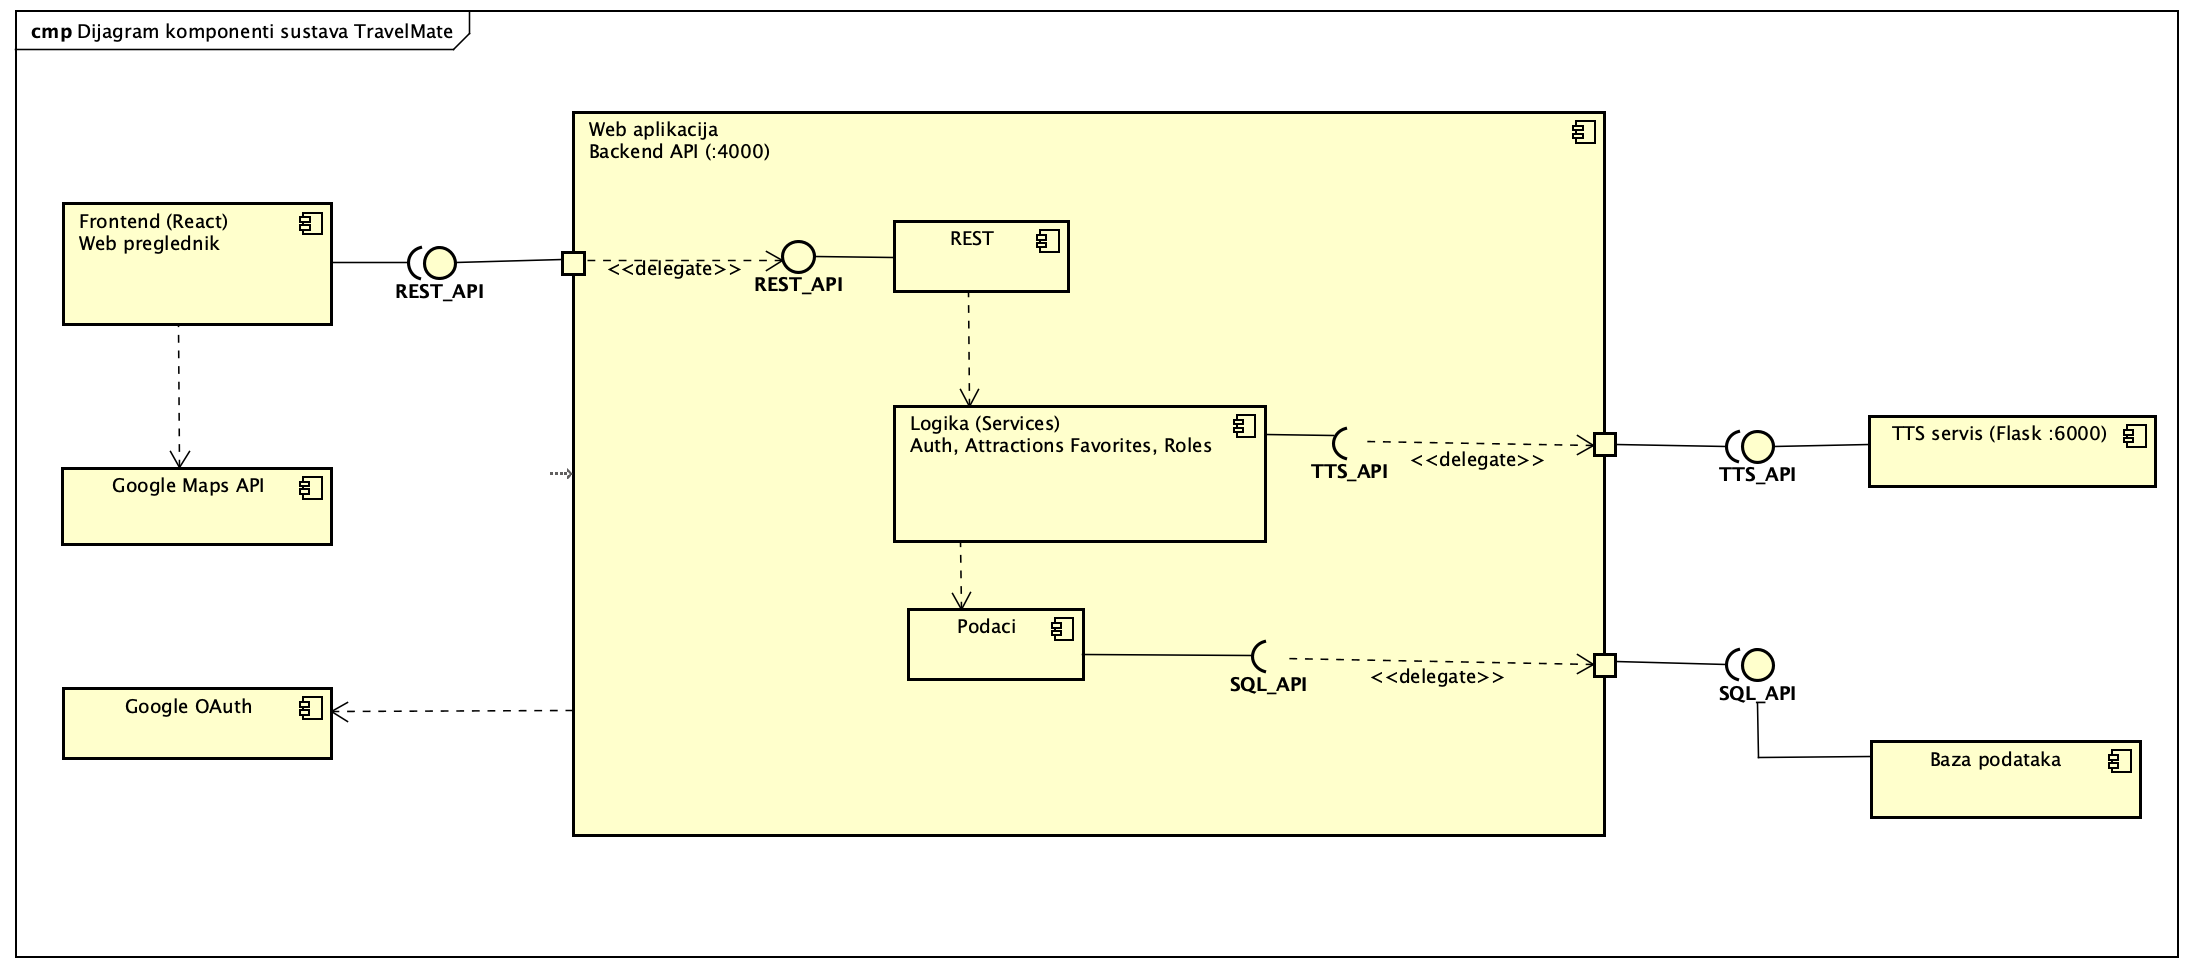 cmp Dijagram komponenti sustava TravelMate
Web aplikacija
Backend API (:4000)
Frontend (React)
Web preglednik
REST_API
<<delegate>>
REST_API
REST
Google Maps API
Logika (Services)
Auth, Attractions Favorites, Roles
TTS_API
<<delegate>>
TTS_API
TTS servis (Flask :6000)
Podaci
SQL_API
<<delegate>>
SQL_API
Google OAuth
Baza podataka